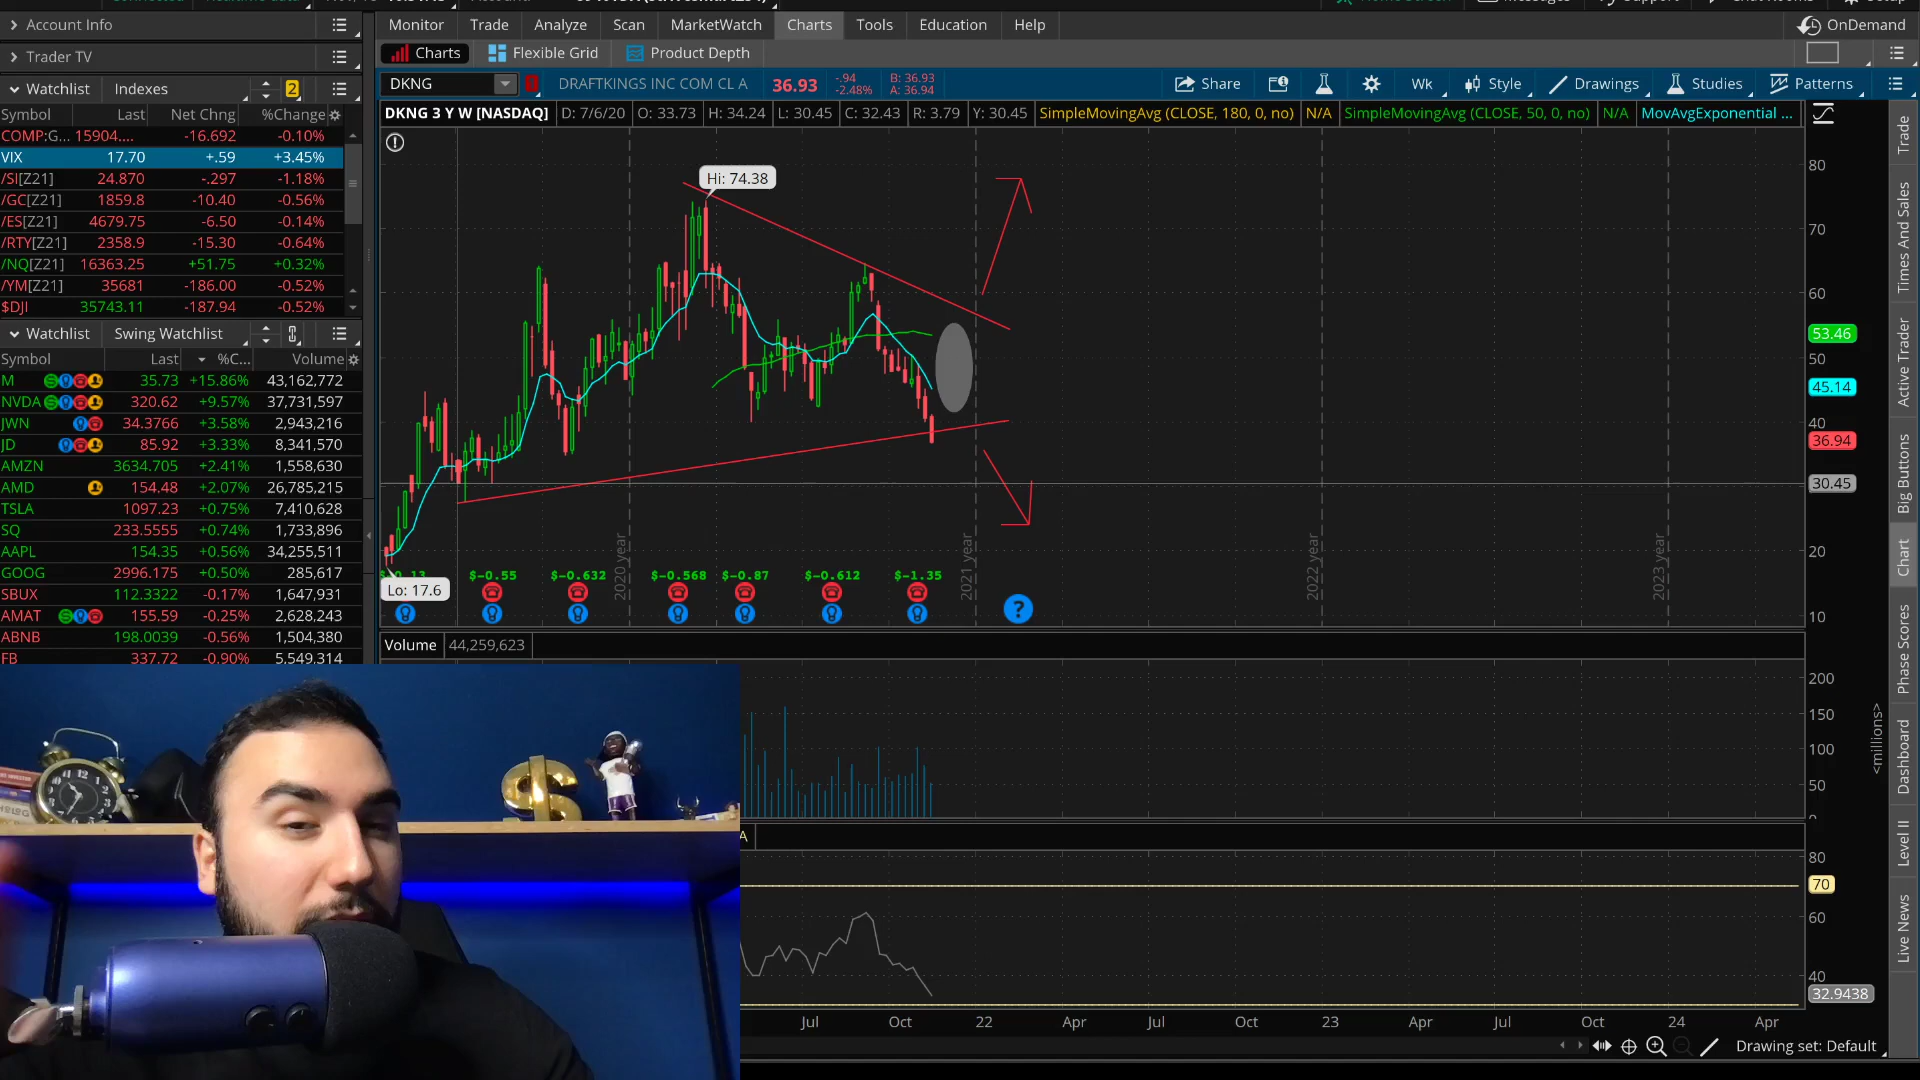 Account Info
Trader TV
Watchlist Indexes 2
Symbol Last Net Chng %Change
COMP:G... 15904.... -16.692 -0.10%
VIX 17.70 +.59 +3.45%
/SI[Z21] 24.870 -.297 -1.18%
/GC[Z21] 1859.8 -10.40 -0.56%
/ES[Z21] 4679.75 -6.50 -0.14%
/RTY[Z21] 2358.9 -15.30 -0.64%
/NQ[Z21] 16363.25 +51.75 +0.32%
/YM[Z21] 35681 -186.00 -0.52%
$DJI 35743.11 -187.94 -0.52%
Watchlist Swing Watchlist
Symbol Last %C... Volume
M 35.73 +15.86% 43,162,772
NVDA 320.62 +9.57% 37,731,597
JWN 34.3766 +3.58% 2,943,216
JD 85.92 +3.33% 8,341,570
AMZN 3634.705 +2.41% 1,558,630
AMD 154.48 +2.07% 26,785,215
TSLA 1097.23 +0.75% 7,410,628
SQ 233.5555 +0.74% 1,733,896
AAPL 154.35 +0.56% 34,255,511
GOOG 2996.175 +0.50% 285,617
SBUX 112.3322 -0.17% 1,647,931
AMAT 155.59 -0.25% 2,628,243
ABNB 198.0039 -0.56% 1,504,380
FB 337.72 -0.90% 5,549,314
Monitor Trade Analyze Scan MarketWatch Charts Tools Education Help OnDemand
Charts Flexible Grid Product Depth
DKNG DRAFTKINGS INC COM CL A 36.93 -.94 -2.48% B: 36.93 A: 36.94 Share Wk Style Drawings Studies Patterns
DKNG 3 Y W [NASDAQ] D: 7/6/20 O: 33.73 H: 34.24 L: 30.45 C: 32.43 R: 3.79 Y: 30.45 SimpleMovingAvg (CLOSE, 180, 0, no) N/A SimpleMovingAvg (CLOSE, 50, 0, no) N/A MovAvgExponential ...
Hi: 74.38
80
70
60
53.46
50
45.14
40
36.94
30.45
20
10
2020 year
2021 year
2022 year
2023 year
$-0.55 $-0.632 $-0.568 $-0.87 $-0.612 $-1.35
Lo: 17.6
?
Volume 44,259,623
200
150
100
50
<millions>
80
70
60
40
32.9438
Jul Oct 22 Apr Jul Oct 23 Apr Jul Oct 24 Apr
Drawing set: Default
Trade
Times And Sales
Active Trader
Big Buttons
Chart
Phase Scores
Dashboard
Level II
Live News
$